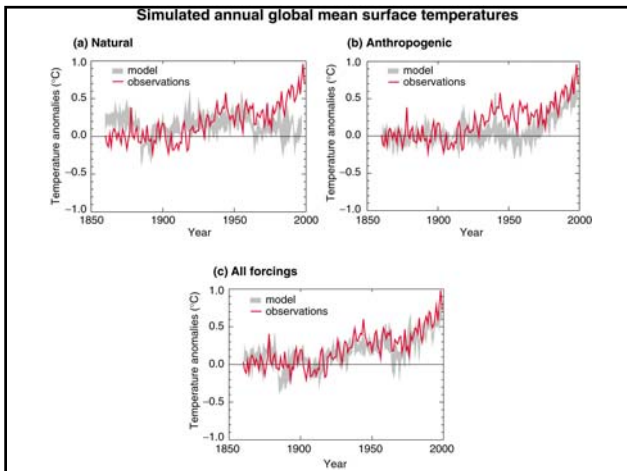 Simulated annual global mean surface temperatures
(a) Natural
1.0
0.5
0.0
−0.5
−1.0
Temperature anomalies (°C)
model
observations
1850
1900
1950
2000
Year
(b) Anthropogenic
1.0
0.5
0.0
−0.5
−1.0
Temperature anomalies (°C)
model
observations
1850
1900
1950
2000
Year
(c) All forcings
1.0
0.5
0.0
−0.5
−1.0
Temperature anomalies (°C)
model
observations
1850
1900
1950
2000
Year